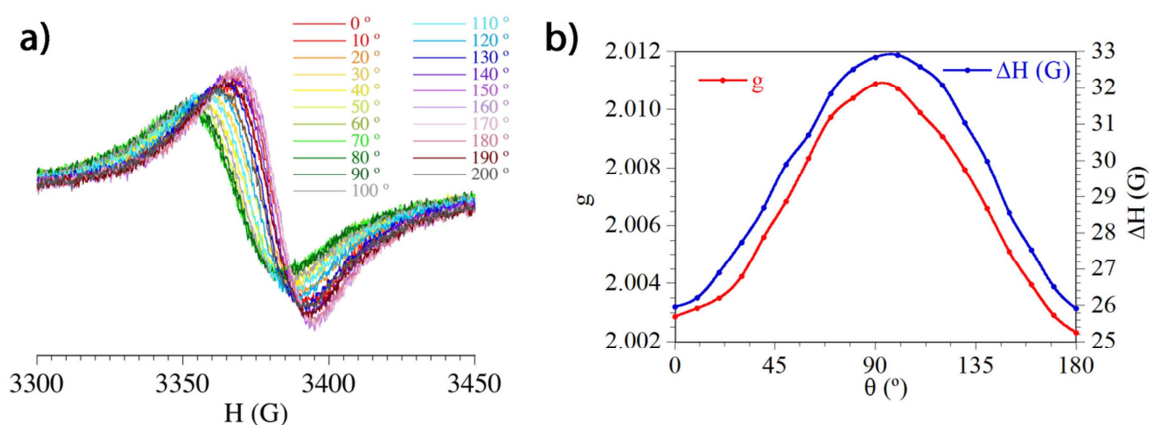 a)
0 º
10 º
20 º
30 º
40 º
50 º
60 º
70 º
80 º
90 º
100 º
110 º
120 º
130 º
140 º
150 º
160 º
170 º
180 º
190 º
200 º
3300 3350 3400 3450
H (G)
b)
2.012
2.010
2.008
2.006
2.004
2.002
g
g
ΔH (G)
33
32
31
30
29
28
27
26
25
ΔH (G)
0 45 90 135 180
θ (º)